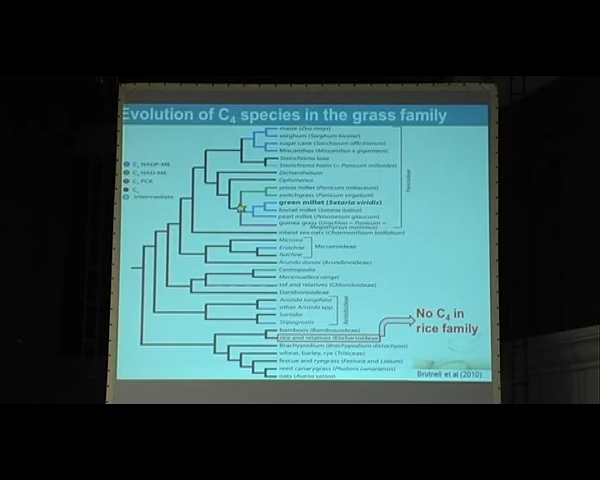 Evolution of C4 species in the grass family
maize (Zea mays)
sorghum (Sorghum bicolor)
sugar cane (Saccharum officinarum)
Miscanthus (Miscanthus x giganteus)
Steinchisma laxa
Steinchisma hians (= Panicum milioides)
Dichanthelium
Oplismenus
proso millet (Panicum miliaceum)
switchgrass (Panicum virgatum)
green millet (Setaria viridis)
foxtail millet (Setaria italica)
pearl millet (Pennisetum glaucum)
guinea grass (Urochloa = Panicum =
Megathyrsus maximus)
inland sea oats (Chasmanthium latifolium)
Micraira
Eriachne
Isachne
Micrairoideae
Arundo donax (Arundinoideae)
Centropodia
Merxmuellera rangei
tef and relatives (Chloridoideae)
Danthonioideae
Aristida longifolia
other Aristida spp.
Sartidia
Stipagrostis
Aristidoideae
bamboos (Bambusoideae)
rice and relatives (Ehrhartoideae)
Brachypodium (Brachypodium distachyon)
wheat, barley, rye (Triticeae)
fescue and ryegrass (Festuca and Lolium)
reed canarygrass (Phalaris canariensis)
oats (Avena sativa)
C4 NADP-ME
C4 NAD-ME
C4 PCK
C3
Intermediate
No C4 in
rice family
Brutnell et al (2010)